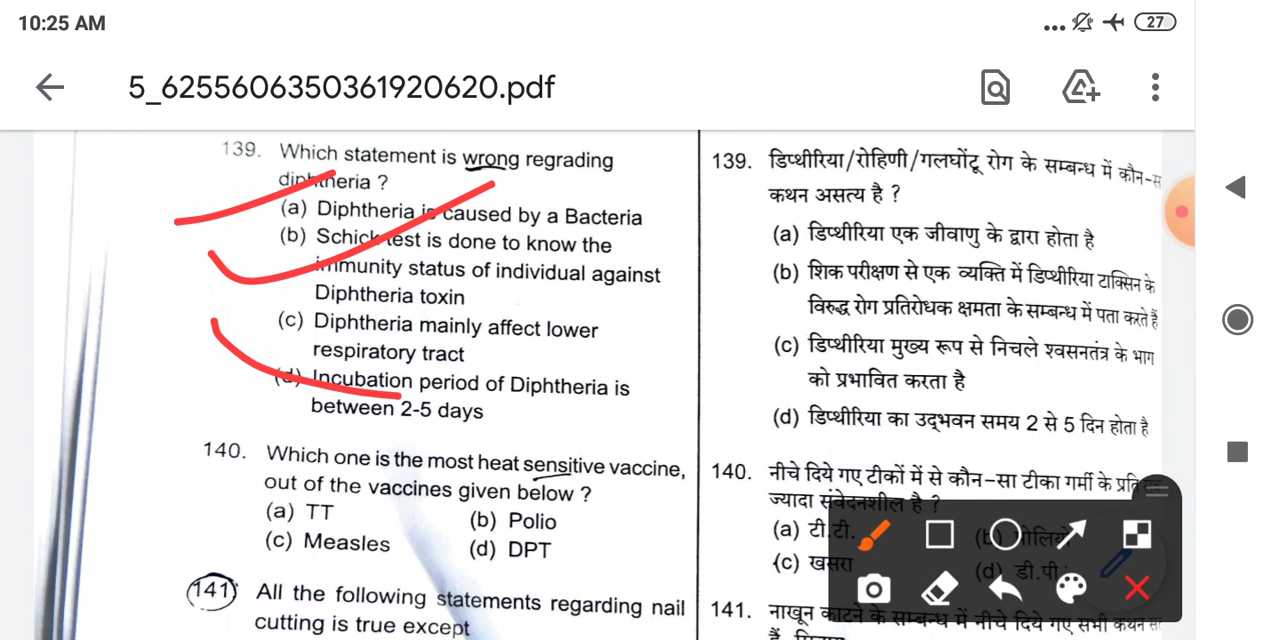 10:25 AM
27
5_6255606350361920620.pdf
139. Which statement is wrong regrading
diphtheria ?
(a) Diphtheria is caused by a Bacteria
(b) Schick test is done to know the
immunity status of individual against
Diphtheria toxin
(c) Diphtheria mainly affect lower
respiratory tract
(d) Incubation period of Diphtheria is
between 2-5 days
140. Which one is the most heat sensitive vaccine,
out of the vaccines given below ?
(a) TT (b) Polio
(c) Measles (d) DPT
141. All the following statements regarding nail
cutting is true except
139. डिप्थीरिया/रोहिणी/गलघोंटू रोग के सम्बन्ध में
कथन असत्य है ?
(a) डिप्थीरिया एक जीवाणु के द्वारा होता है
(b) शिक परीक्षण से एक व्यक्ति में डिप्थीरिया टाक्सिन के
विरुद्ध रोग प्रतिरोधक क्षमता के सम्बन्ध में पता करते हैं
(c) डिप्थीरिया मुख्य रूप से निचले श्वसनतंत्र के भाग
को प्रभावित करता है
(d) डिप्थीरिया का उद्भवन समय 2 से 5 दिन होता है
140. नीचे दिये गए टीकों में से कौन-सा टीका गर्मी के प्रति
ज्यादा संवेदनशील है ?
(a) टी.टी. (b) पोलियो
(c) खसरा (d) डी.पी.
141. नाखून काटने के सम्बन्ध में नीचे दिये गए सभी कथन